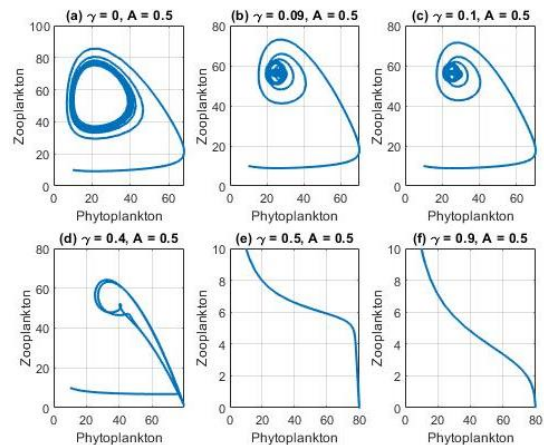 (a) γ = 0, A = 0.5
100
80
60
40
20
0
Zooplankton
0 20 40 60
Phytoplankton
(b) γ = 0.09, A = 0.5
80
60
40
20
0
Zooplankton
0 20 40 60
Phytoplankton
(c) γ = 0.1, A = 0.5
80
60
40
20
0
Zooplankton
0 20 40 60
Phytoplankton
(d) γ = 0.4, A = 0.5
80
60
40
20
0
Zooplankton
0 20 40 60
Phytoplankton
(e) γ = 0.5, A = 0.5
10
8
6
4
2
0
Zooplankton
0 20 40 60 80
Phytoplankton
(f) γ = 0.9, A = 0.5
10
8
6
4
2
0
Zooplankton
0 20 40 60 80
Phytoplankton